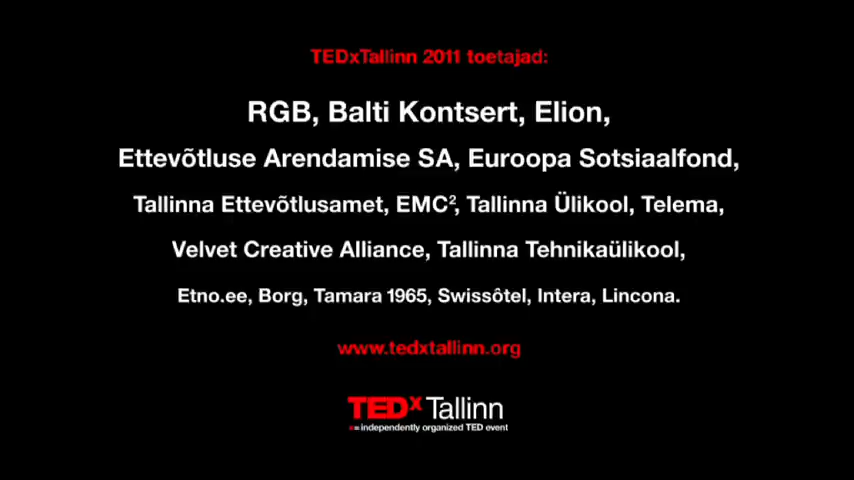 TEDxTallinn 2011 toetajad:
RGB, Balti Kontsert, Elion,
Ettevõtluse Arendamise SA, Euroopa Sotsiaalfond,
Tallinna Ettevõtlusamet, EMC², Tallinna Ülikool, Telema,
Velvet Creative Alliance, Tallinna Tehnikaülikool,
Etno.ee, Borg, Tamara 1965, Swissôtel, Intera, Lincona.
www.tedxtallinn.org
TEDx Tallinn
x = independently organized TED event